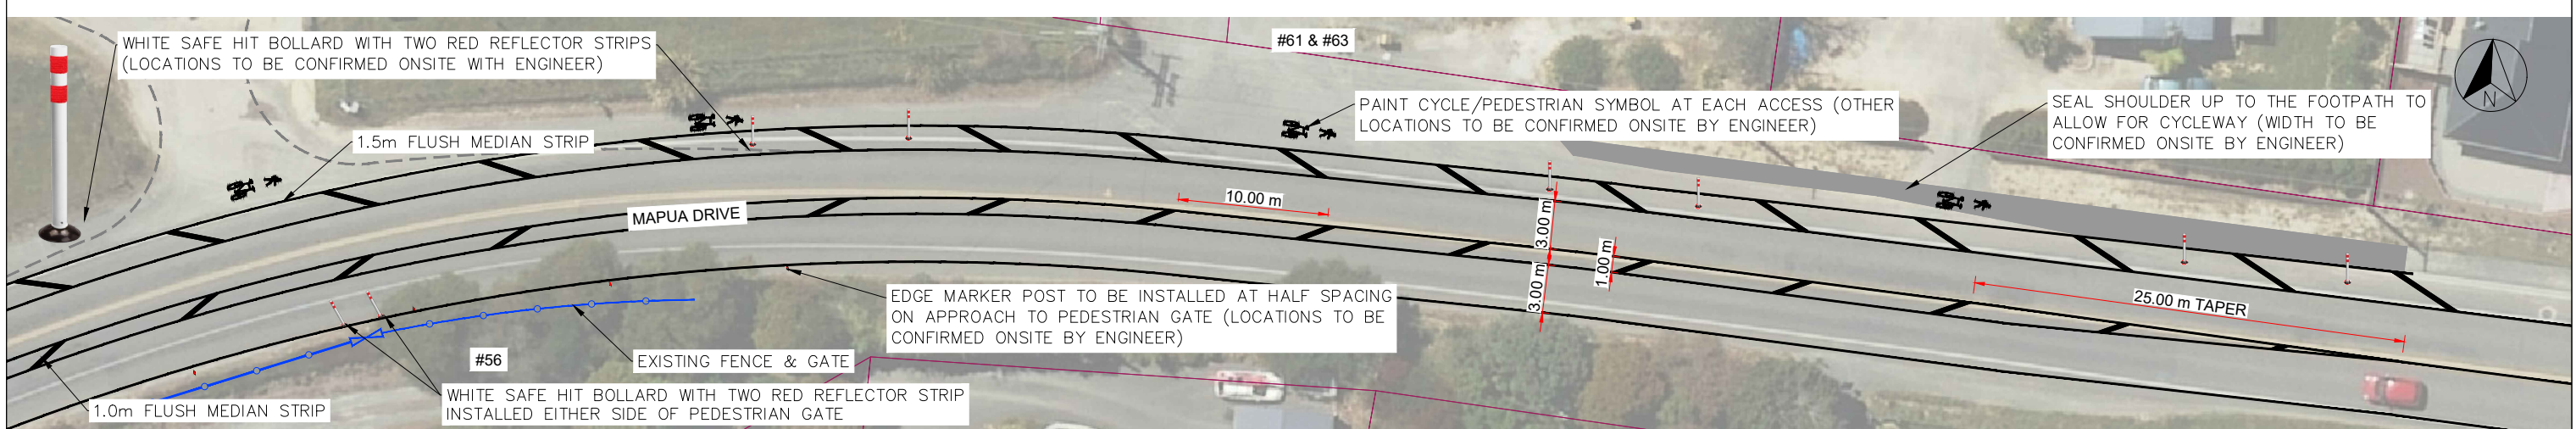 WHITE SAFE HIT BOLLARD WITH TWO RED REFLECTOR STRIPS
(LOCATIONS TO BE CONFIRMED ONSITE WITH ENGINEER)
1.5m FLUSH MEDIAN STRIP
MAPUA DRIVE
#61 & #63
PAINT CYCLE/PEDESTRIAN SYMBOL AT EACH ACCESS (OTHER
LOCATIONS TO BE CONFIRMED ONSITE BY ENGINEER)
SEAL SHOULDER UP TO THE FOOTPATH TO
ALLOW FOR CYCLEWAY (WIDTH TO BE
CONFIRMED ONSITE BY ENGINEER)
N
10.00 m
3.00 m
1.00 m
3.00 m
25.00 m TAPER
EDGE MARKER POST TO BE INSTALLED AT HALF SPACING
ON APPROACH TO PEDESTRIAN GATE (LOCATIONS TO BE
CONFIRMED ONSITE BY ENGINEER)
#56
EXISTING FENCE & GATE
WHITE SAFE HIT BOLLARD WITH TWO RED REFLECTOR STRIP
INSTALLED EITHER SIDE OF PEDESTRIAN GATE
1.0m FLUSH MEDIAN STRIP